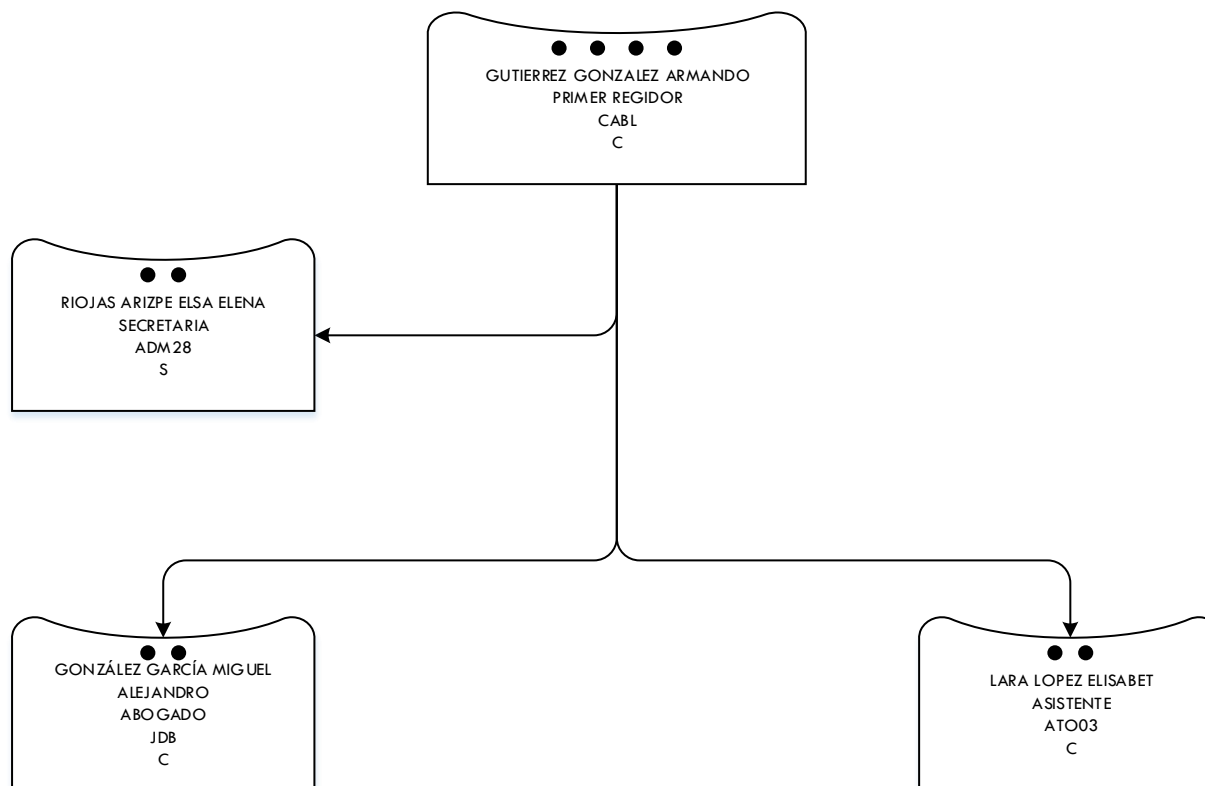 GUTIERREZ GONZALEZ ARMANDO
PRIMER REGIDOR
CABL
C
RIOJAS ARIZPE ELSA ELENA
SECRETARIA
ADM28
S
GONZÁLEZ GARCÍA MIGUEL
ALEJANDRO
ABOGADO
JDB
C
LARA LOPEZ ELISABET
ASISTENTE
ATO03
C